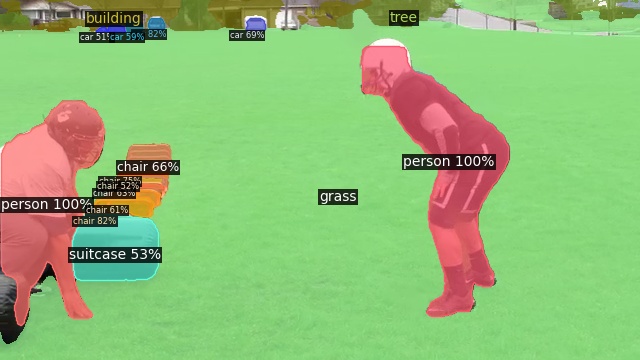 building
tree
car 51%
car 59%
82%
car 69%
chair 66%
chair 75%
chair 52%
chair 63%
person 100%
person 100%
grass
chair 61%
chair 82%
suitcase 53%